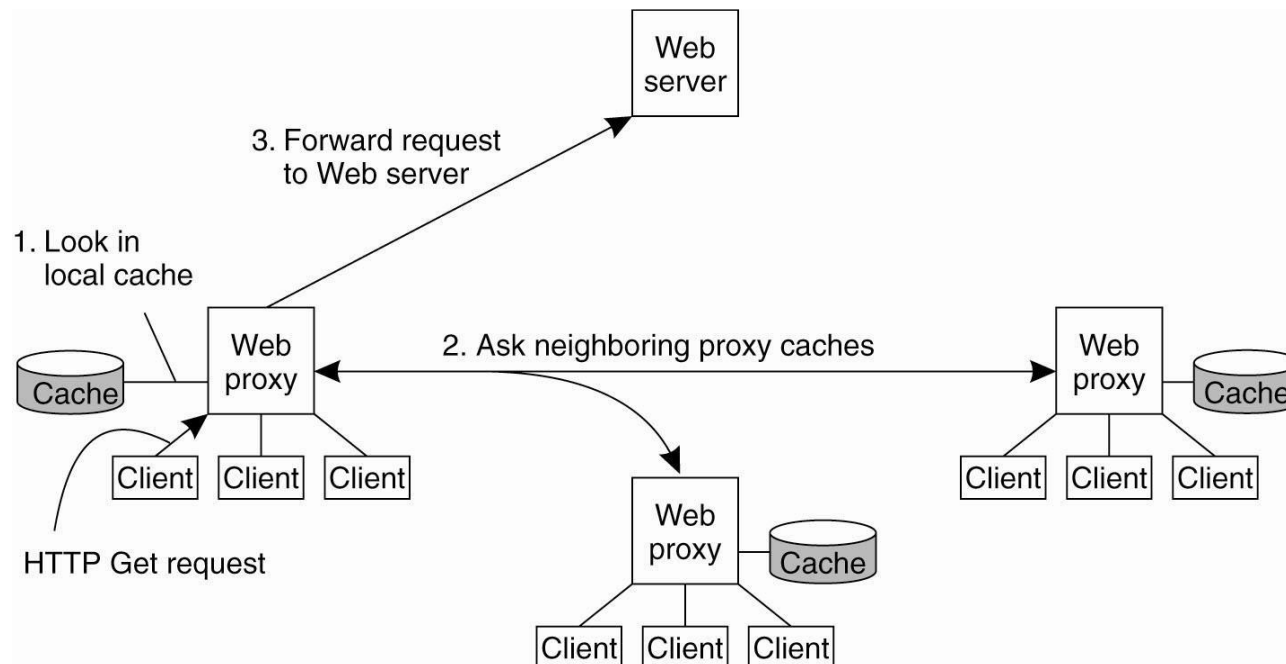 Web
server
3. Forward request
to Web server
1. Look in
local cache
Web
proxy
2. Ask neighboring proxy caches
Web
proxy
Cache
Cache
Client
Client
Client
Client
Client
Client
HTTP Get request
Web
proxy
Cache
Client
Client
Client